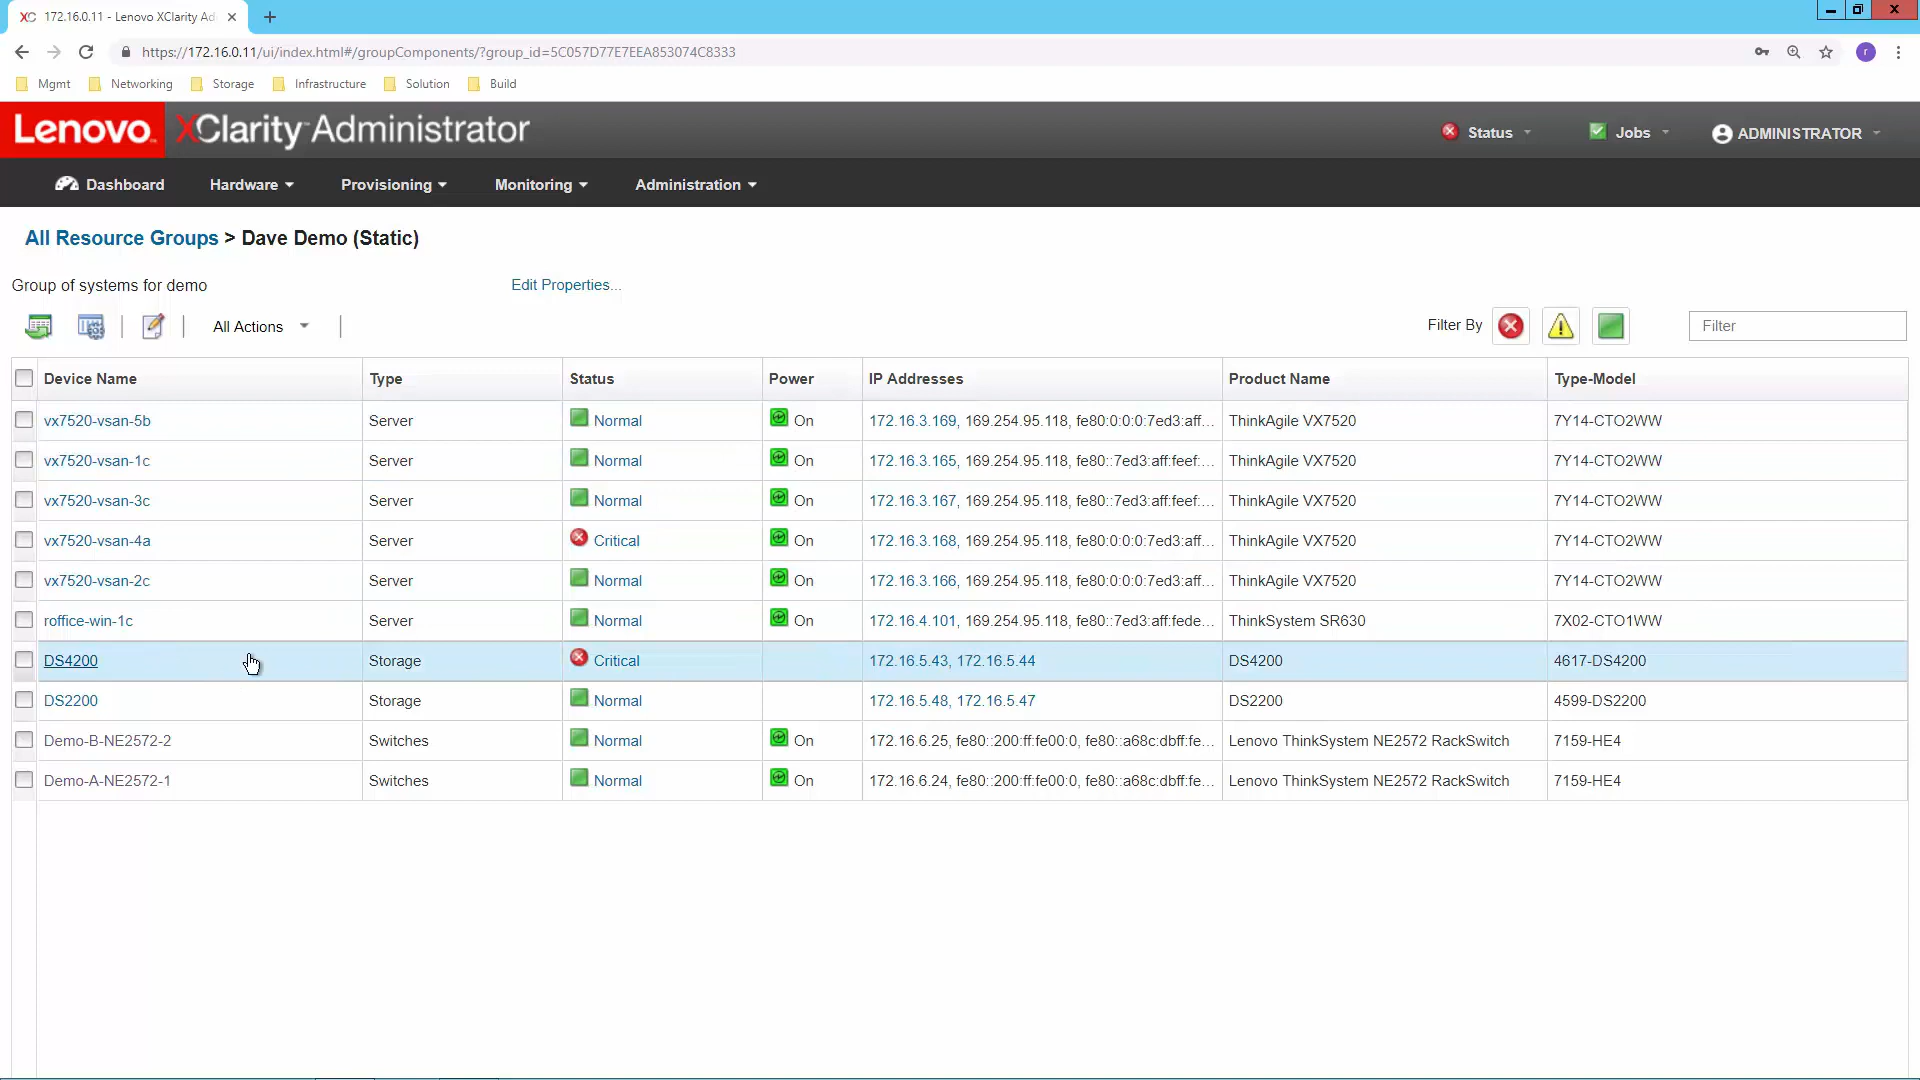 172.16.0.11 - Lenovo XClarity Ad
https://172.16.0.11/ui/index.html#/groupComponents/?group_id=5C057D77E7EEA853074C8333
Mgmt Networking Storage Infrastructure Solution Build
Lenovo XClarity Administrator Status Jobs ADMINISTRATOR
Dashboard Hardware Provisioning Monitoring Administration
All Resource Groups > Dave Demo (Static)
Group of systems for demo Edit Properties...
All Actions Filter By Filter
Device Name Type Status Power IP Addresses Product Name Type-Model
vx7520-vsan-5b Server Normal On 172.16.3.169, 169.254.95.118, fe80:0:0:0:7ed3:aff... ThinkAgile VX7520 7Y14-CTO2WW
vx7520-vsan-1c Server Normal On 172.16.3.165, 169.254.95.118, fe80::7ed3:aff:feef:... ThinkAgile VX7520 7Y14-CTO2WW
vx7520-vsan-3c Server Normal On 172.16.3.167, 169.254.95.118, fe80::7ed3:aff:feef:... ThinkAgile VX7520 7Y14-CTO2WW
vx7520-vsan-4a Server Critical On 172.16.3.168, 169.254.95.118, fe80:0:0:0:7ed3:aff... ThinkAgile VX7520 7Y14-CTO2WW
vx7520-vsan-2c Server Normal On 172.16.3.166, 169.254.95.118, fe80:0:0:0:7ed3:aff... ThinkAgile VX7520 7Y14-CTO2WW
roffice-win-1c Server Normal On 172.16.4.101, 169.254.95.118, fe80::7ed3:aff:fede... ThinkSystem SR630 7X02-CTO1WW
DS4200 Storage Critical 172.16.5.43, 172.16.5.44 DS4200 4617-DS4200
DS2200 Storage Normal 172.16.5.48, 172.16.5.47 DS2200 4599-DS2200
Demo-B-NE2572-2 Switches Normal On 172.16.6.25, fe80::200:ff:fe00:0, fe80::a68c:dbff:fe... Lenovo ThinkSystem NE2572 RackSwitch 7159-HE4
Demo-A-NE2572-1 Switches Normal On 172.16.6.24, fe80::200:ff:fe00:0, fe80::a68c:dbff:fe... Lenovo ThinkSystem NE2572 RackSwitch 7159-HE4